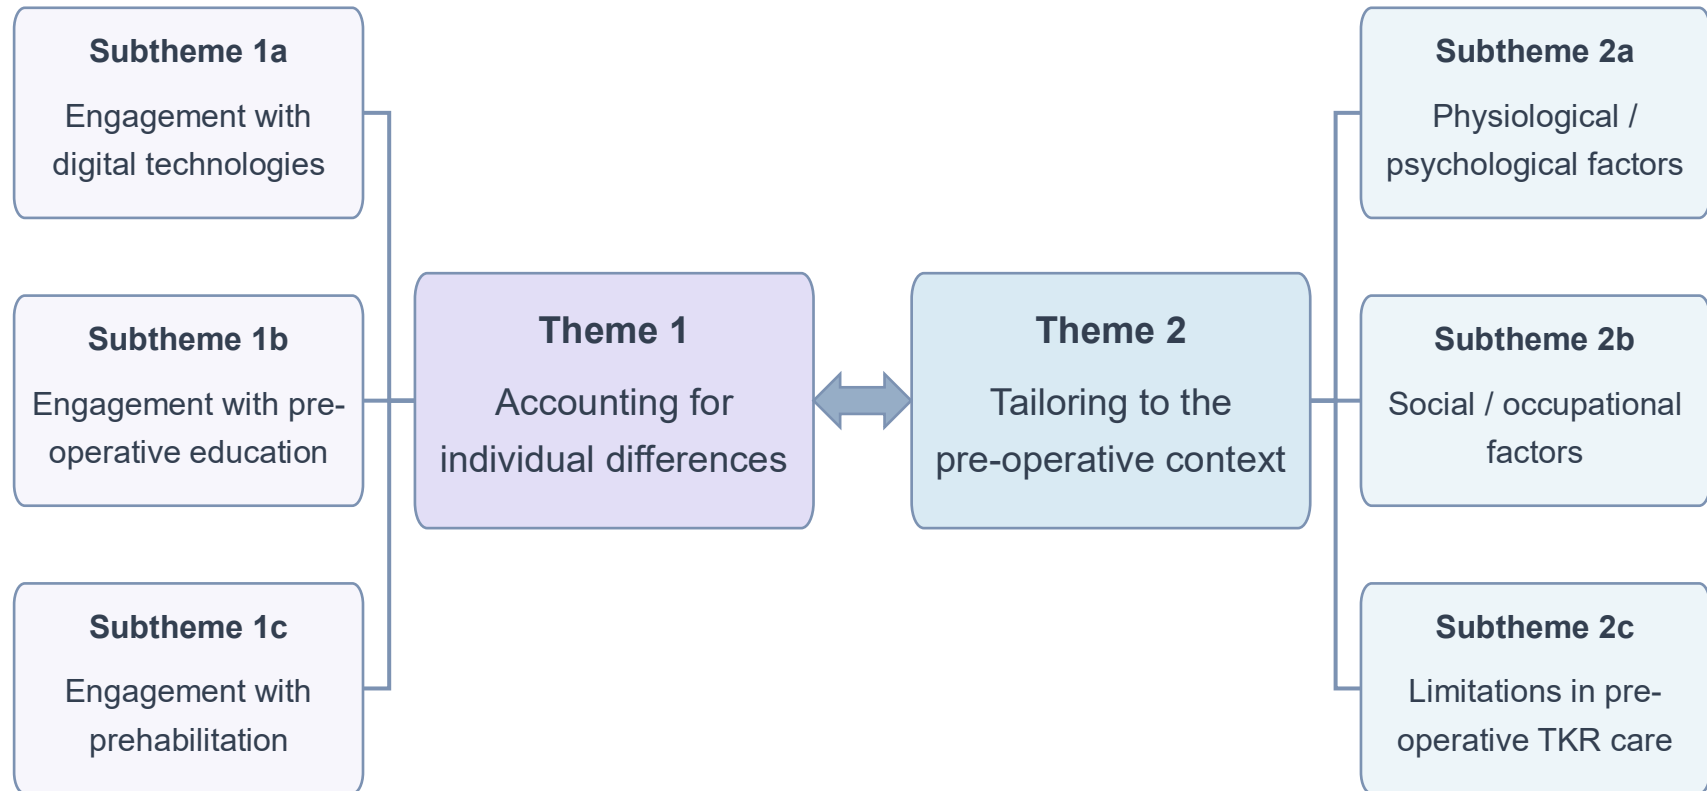 Subtheme 1a
Engagement with
digital technologies
Subtheme 1b
Engagement with pre-
operative education
Subtheme 1c
Engagement with
prehabilitation
Theme 1
Accounting for
individual differences
Theme 2
Tailoring to the
pre-operative context
Subtheme 2a
Physiological /
psychological factors
Subtheme 2b
Social / occupational
factors
Subtheme 2c
Limitations in pre-
operative TKR care